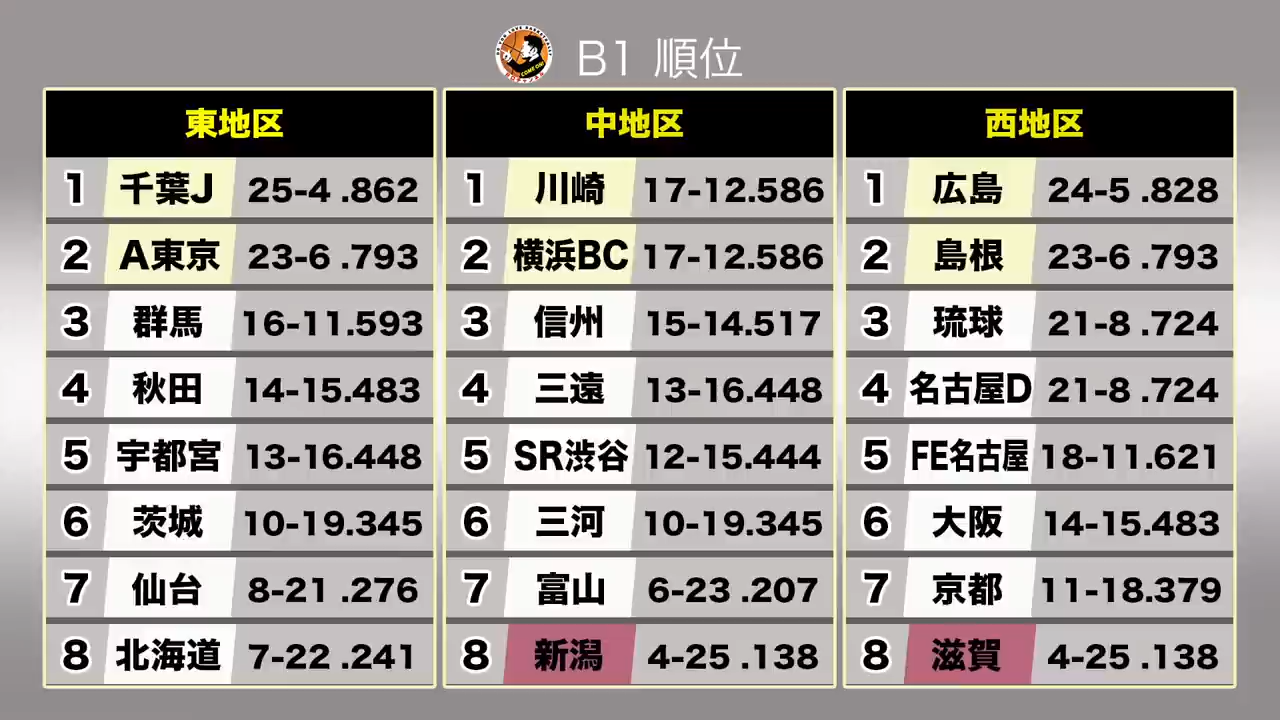 B1 順位
東地区
1 千葉J 25-4 .862
2 A東京 23-6 .793
3 群馬 16-11.593
4 秋田 14-15.483
5 宇都宮 13-16.448
6 茨城 10-19.345
7 仙台 8-21 .276
8 北海道 7-22 .241
中地区
1 川崎 17-12.586
2 横浜BC 17-12.586
3 信州 15-14.517
4 三遠 13-16.448
5 SR渋谷 12-15.444
6 三河 10-19.345
7 富山 6-23 .207
8 新潟 4-25 .138
西地区
1 広島 24-5 .828
2 島根 23-6 .793
3 琉球 21-8 .724
4 名古屋D 21-8 .724
5 FE名古屋 18-11.621
6 大阪 14-15.483
7 京都 11-18.379
8 滋賀 4-25 .138